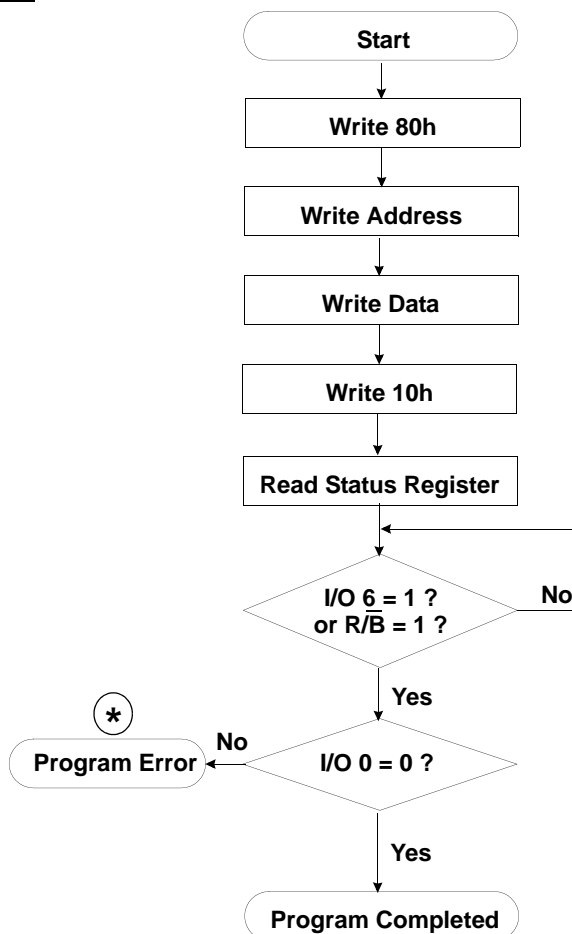 Start
Write 80h
Write Address
Write Data
Write 10h
Read Status Register
I/O 6 = 1 ?
or R/B̅ = 1 ?
No
Yes
*
No
Program Error
I/O 0 = 0 ?
Yes
Program Completed